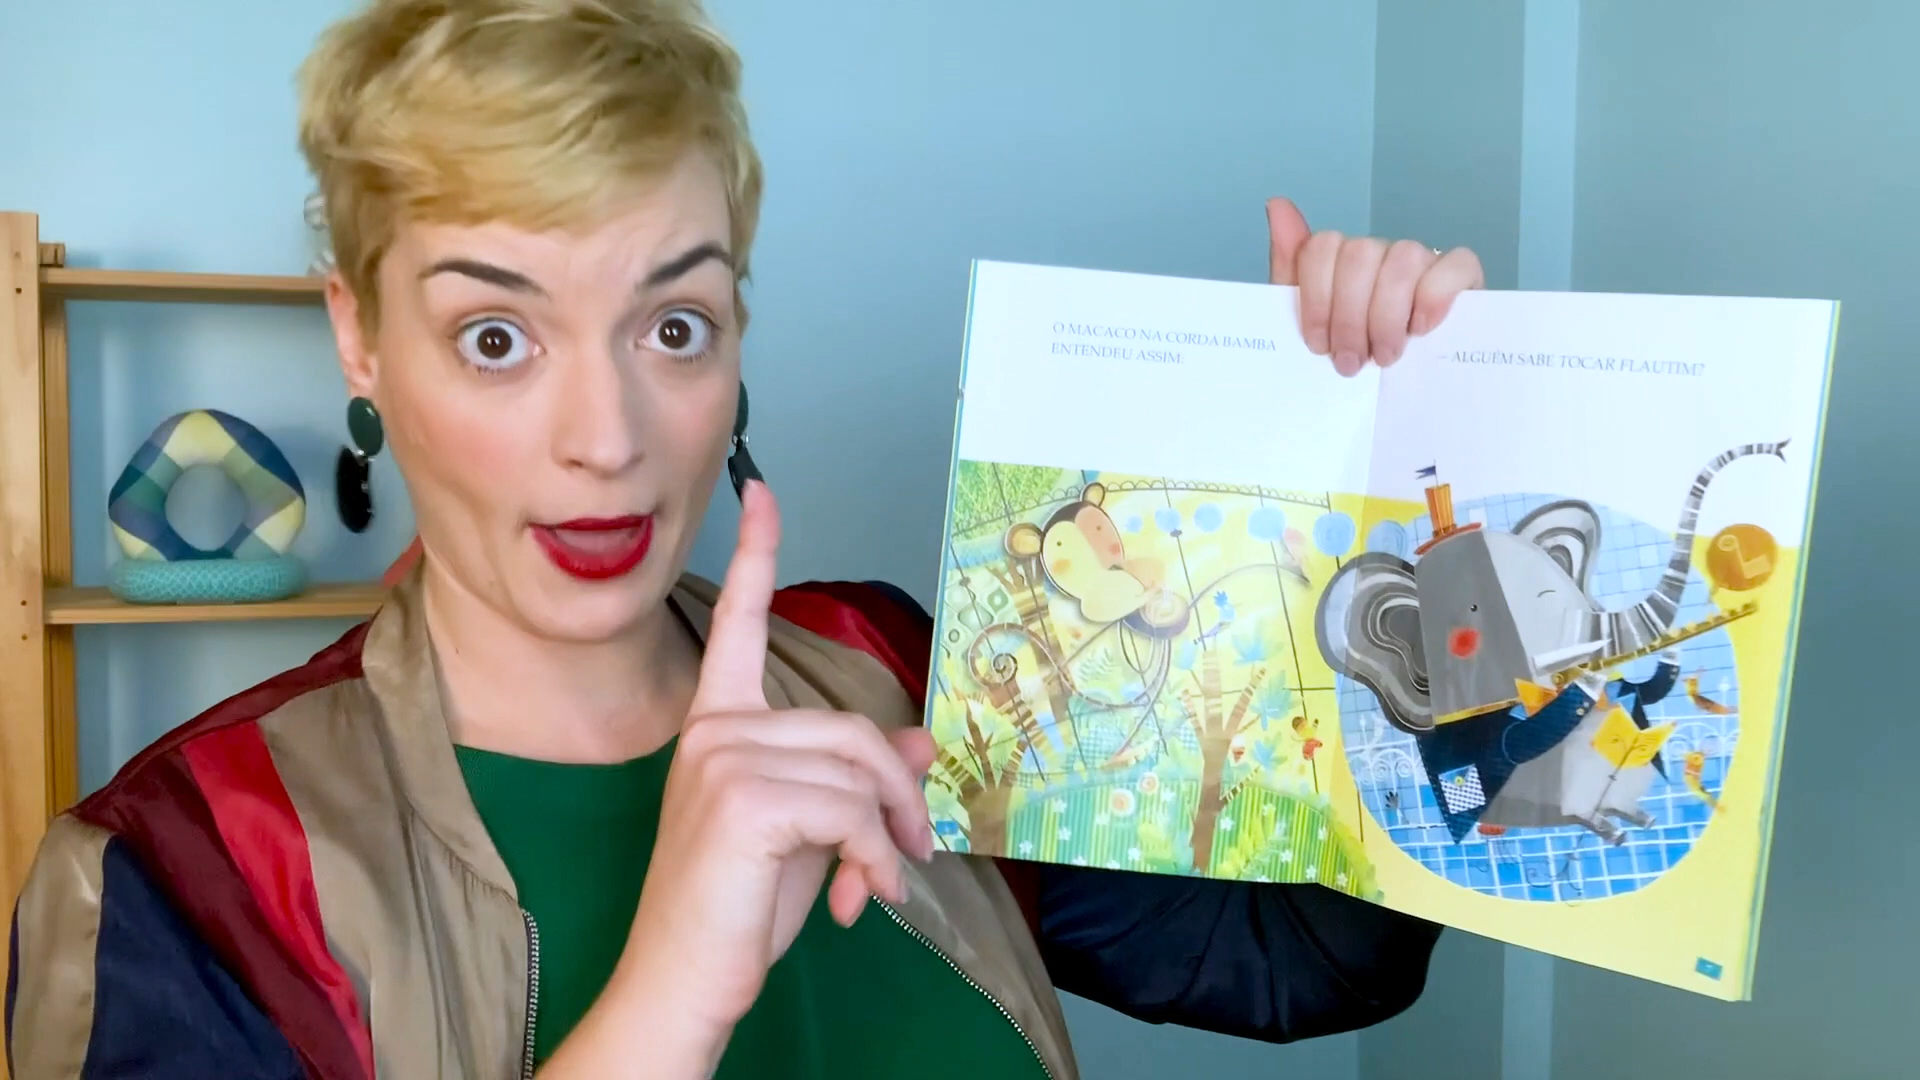 O MACACO NA CORDA BAMBA
ENTENDEU ASSIM:
– ALGUÉM SABE TOCAR FLAUTIM?